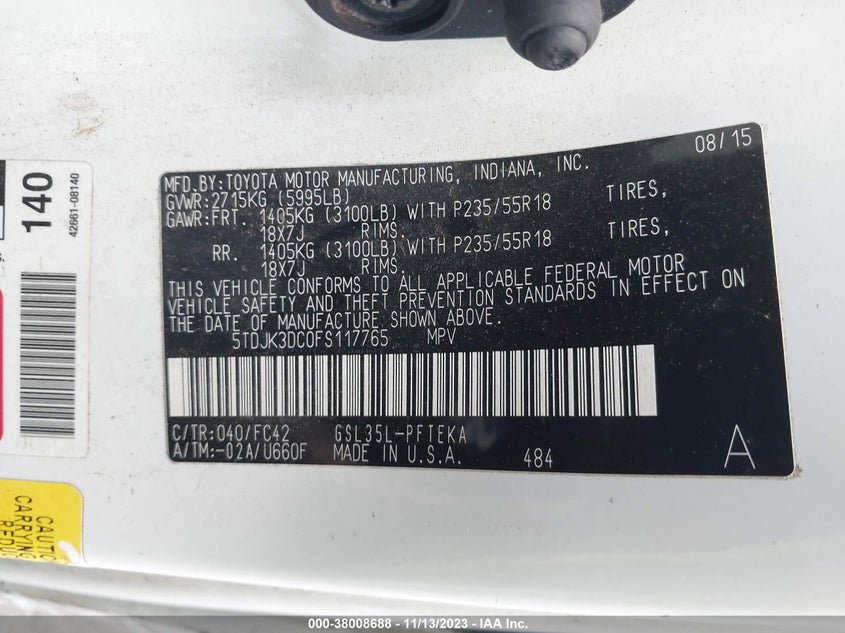 08/15
MFD.BY:TOYOTA MOTOR MANUFACTURING, INDIANA, INC.
GVWR:2715KG (5995LB)
GAWR:FRT. 1405KG (3100LB) WITH P235/55R18 TIRES,
18X7J RIMS.
RR. 1405KG (3100LB) WITH P235/55R18 TIRES,
18X7J RIMS.
THIS VEHICLE CONFORMS TO ALL APPLICABLE FEDERAL MOTOR
VEHICLE SAFETY AND THEFT PREVENTION STANDARDS IN EFFECT ON
THE DATE OF MANUFACTURE SHOWN ABOVE.
5TDJK3DC0FS117765 MPV
C/TR:040/FC42 GSL35L-PFTEKA
A/TM:-02A/U660F MADE IN U.S.A. 484
A
140
42661-08140
CARRYING
000-38008688 - 11/13/2023 - IAA Inc.